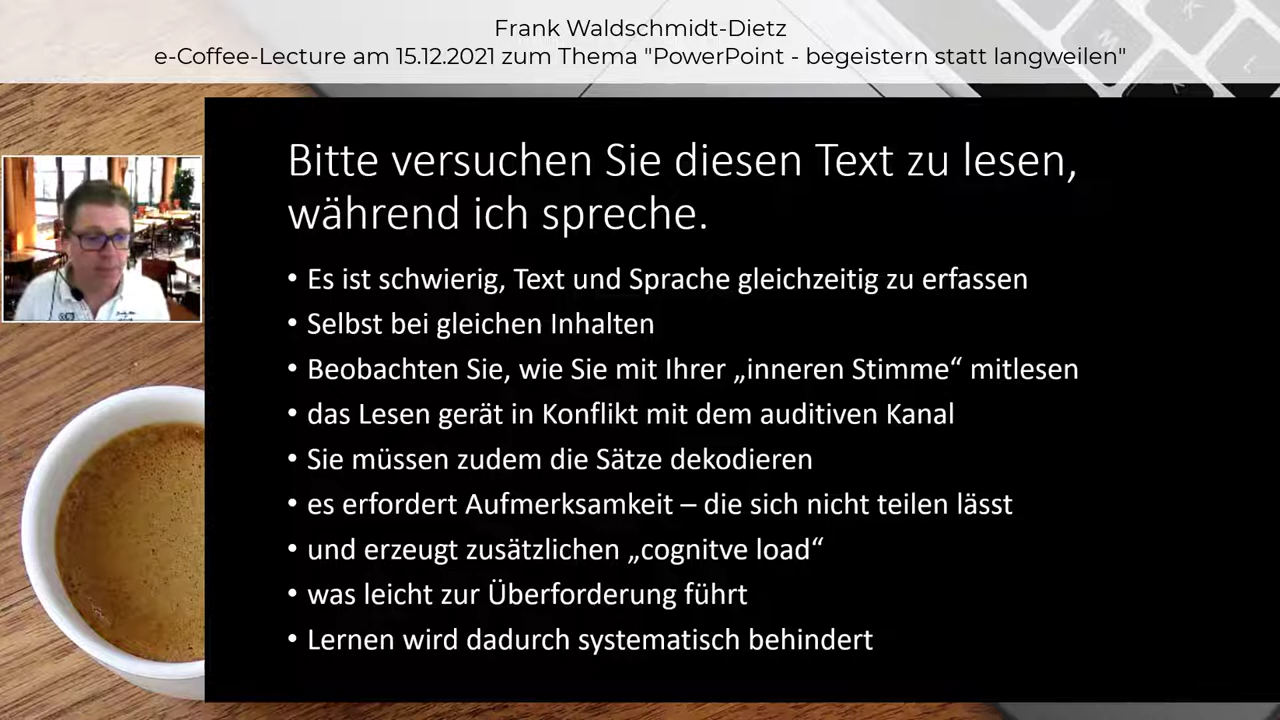 Frank Waldschmidt-Dietz
e-Coffee-Lecture am 15.12.2021 zum Thema "PowerPoint - begeistern statt langweilen"
Bitte versuchen Sie diesen Text zu lesen,
während ich spreche.
• Es ist schwierig, Text und Sprache gleichzeitig zu erfassen
• Selbst bei gleichen Inhalten
• Beobachten Sie, wie Sie mit Ihrer „inneren Stimme“ mitlesen
• das Lesen gerät in Konflikt mit dem auditiven Kanal
• Sie müssen zudem die Sätze dekodieren
• es erfordert Aufmerksamkeit – die sich nicht teilen lässt
• und erzeugt zusätzlichen „cognitve load“
• was leicht zur Überforderung führt
• Lernen wird dadurch systematisch behindert